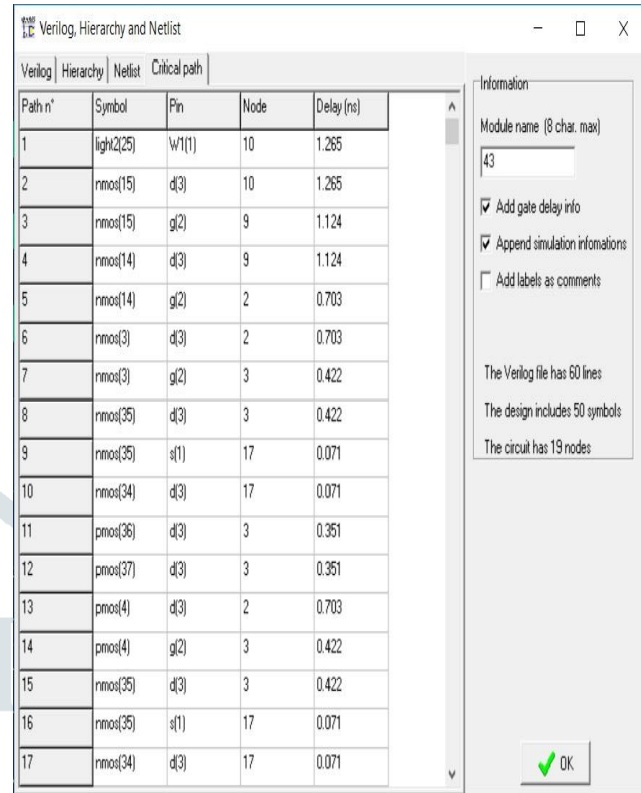 Verilog, Hierarchy and Netlist
Verilog Hierarchy Netlist Critical path
Path n° Symbol Pin Node Delay (ns)
1 light2(25) W1(1) 10 1.265
2 nmos(15) d(3) 10 1.265
3 nmos(15) g(2) 9 1.124
4 nmos(14) d(3) 9 1.124
5 nmos(14) g(2) 2 0.703
6 nmos(3) d(3) 2 0.703
7 nmos(3) g(2) 3 0.422
8 nmos(35) d(3) 3 0.422
9 nmos(35) s(1) 17 0.071
10 nmos(34) d(3) 17 0.071
11 pmos(36) d(3) 3 0.351
12 pmos(37) d(3) 3 0.351
13 pmos(4) d(3) 2 0.703
14 pmos(4) g(2) 3 0.422
15 nmos(35) d(3) 3 0.422
16 nmos(35) s(1) 17 0.071
17 nmos(34) d(3) 17 0.071
Information
Module name (8 char. max)
43
Add gate delay info
Append simulation infomations
Add labels as comments
The Verilog file has 60 lines
The design includes 50 symbols
The circuit has 19 nodes
OK